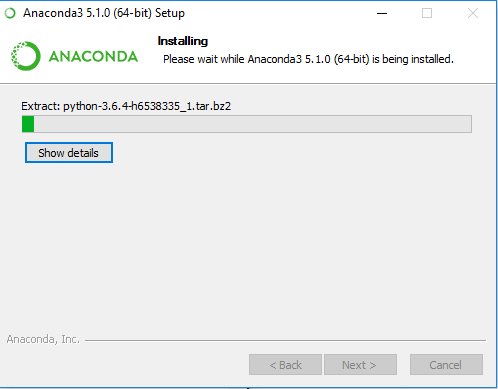 Anaconda3 5.1.0 (64-bit) Setup
ANACONDA
Installing
Please wait while Anaconda3 5.1.0 (64-bit) is being installed.
Extract: python-3.6.4-h6538335_1.tar.bz2
Show details
Anaconda, Inc.
< Back Next > Cancel